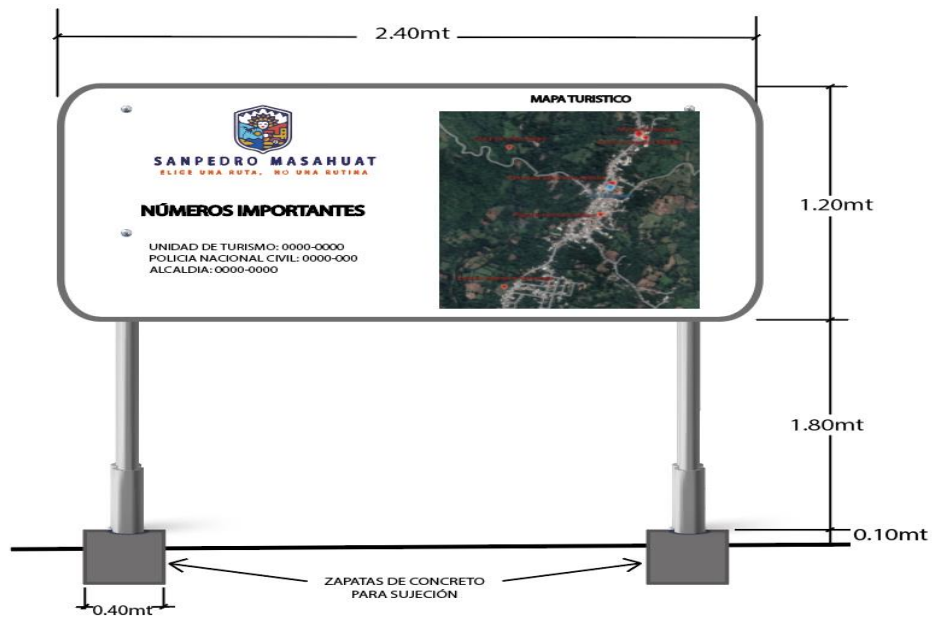 2.40mt
MAPA TURISTICO
SANPEDRO MASAHUAT
ELIGE UNA RUTA, NO UNA RUTINA
NÚMEROS IMPORTANTES
UNIDAD DE TURISMO: 0000-0000
POLICIA NACIONAL CIVIL: 0000-000
ALCALDIA: 0000-0000
1.20mt
1.80mt
0.10mt
ZAPATAS DE CONCRETO
PARA SUJECIÓN
0.40mt